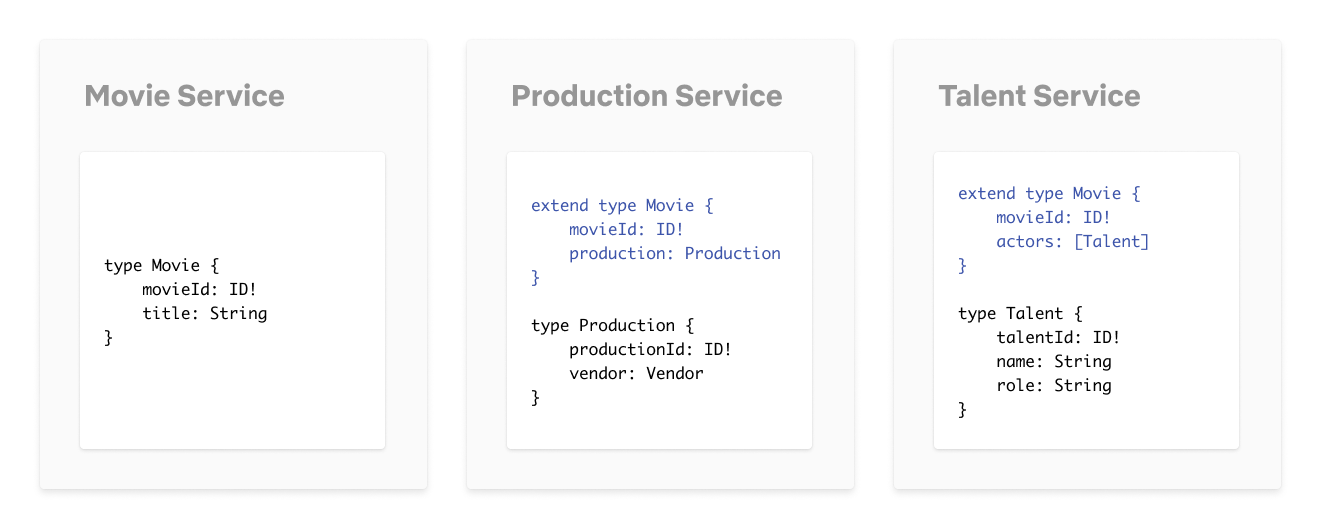 Movie Service
type Movie {
    movieId: ID!
    title: String
}
Production Service
extend type Movie {
    movieId: ID!
    production: Production
}
type Production {
    productionId: ID!
    vendor: Vendor
}
Talent Service
extend type Movie {
    movieId: ID!
    actors: [Talent]
}
type Talent {
    talentId: ID!
    name: String
    role: String
}